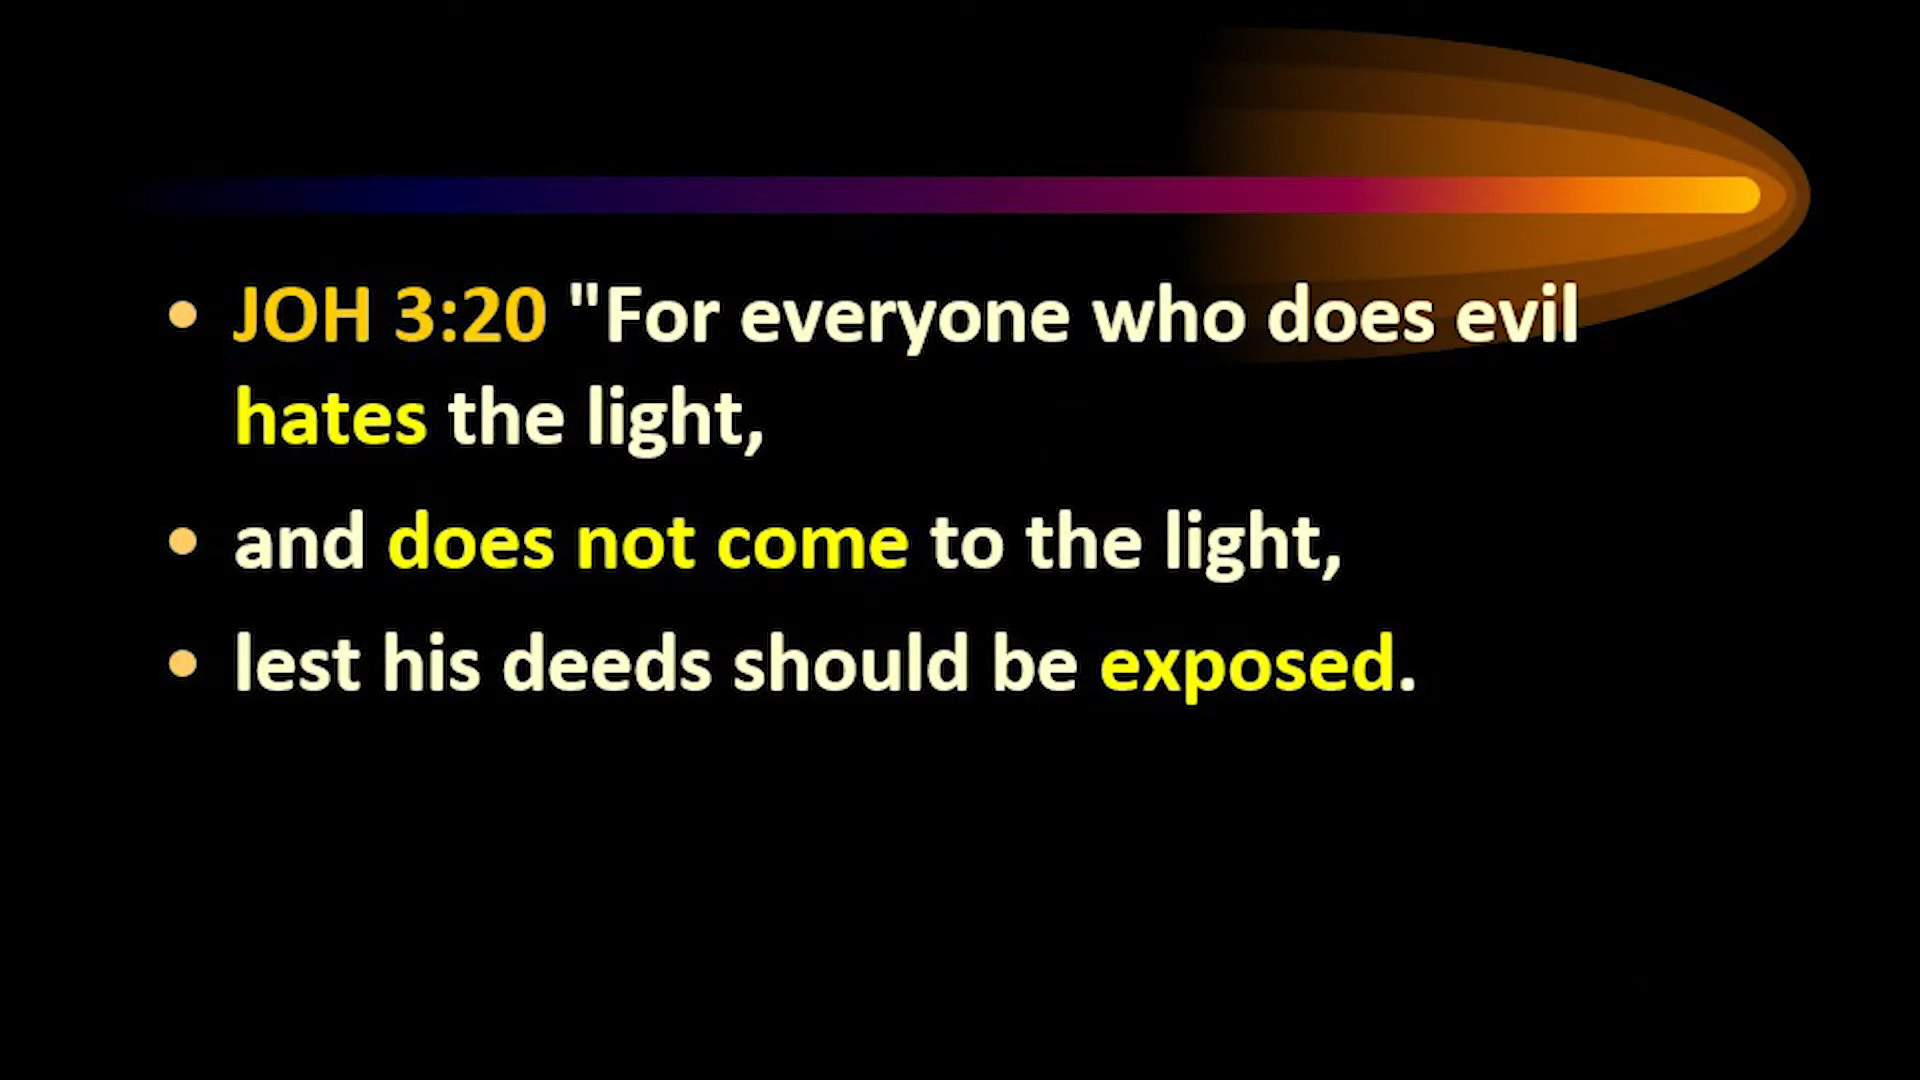 • JOH 3:20 "For everyone who does evil
hates the light,
• and does not come to the light,
• lest his deeds should be exposed.